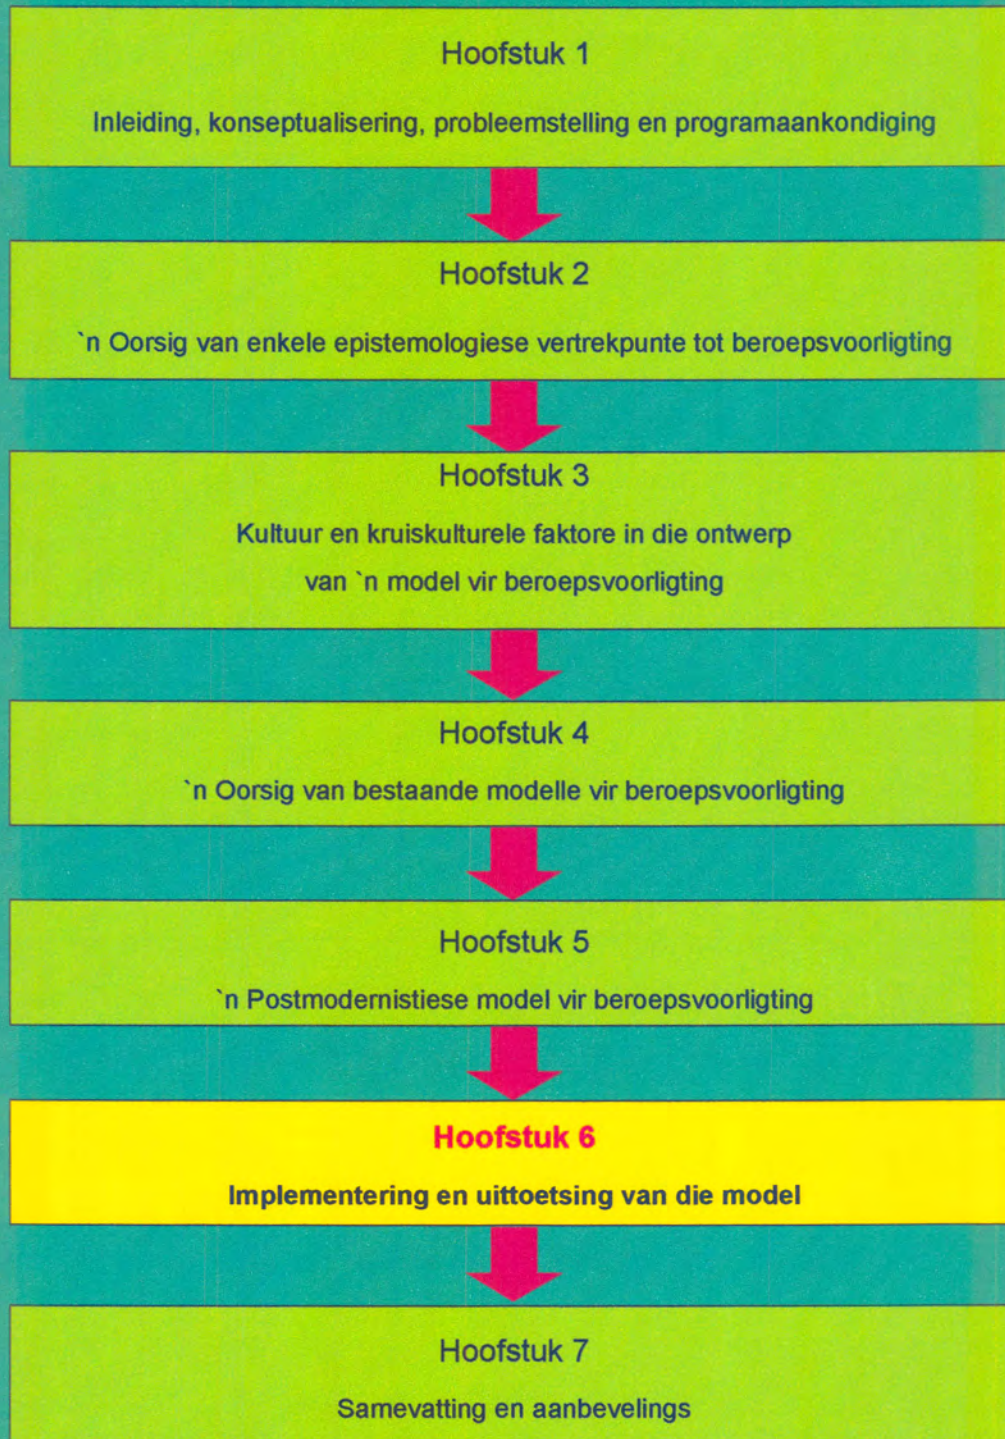 Hoofstuk 1
Inleiding, konseptualisering, probleemstelling en programaankondiging
Hoofstuk 2
`n Oorsig van enkele epistemologiese vertrekpunte tot beroepsvoorligting
Hoofstuk 3
Kultuur en kruiskulturele faktore in die ontwerp
van `n model vir beroepsvoorligting
Hoofstuk 4
`n Oorsig van bestaande modelle vir beroepsvoorligting
Hoofstuk 5
`n Postmodernistiese model vir beroepsvoorligting
Hoofstuk 6
Implementering en uittoetsing van die model
Hoofstuk 7
Samevatting en aanbevelings